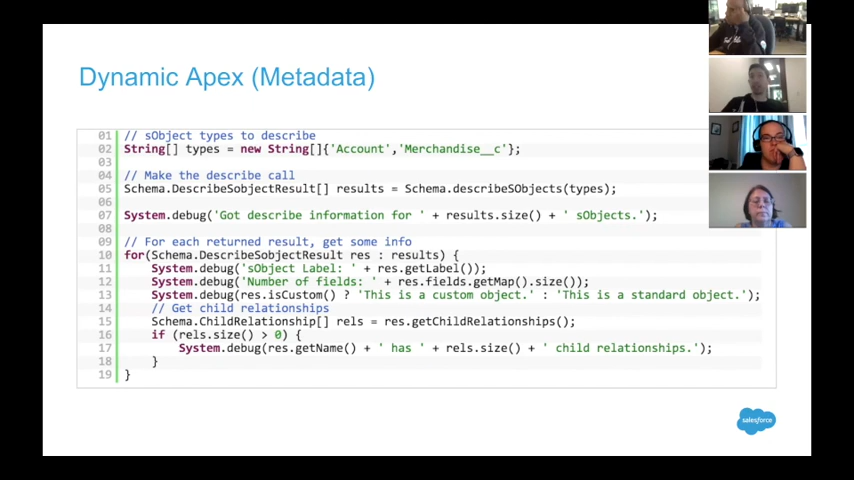 Dynamic Apex (Metadata)
01 // sObject types to describe
02 String[] types = new String[]{'Account','Merchandise__c'};
03
04 // Make the describe call
05 Schema.DescribeSobjectResult[] results = Schema.describeSObjects(types);
06
07 System.debug('Got describe information for ' + results.size() + ' sObjects.');
08
09 // For each returned result, get some info
10 for(Schema.DescribeSobjectResult res : results) {
11 System.debug('sObject Label: ' + res.getLabel());
12 System.debug('Number of fields: ' + res.fields.getMap().size());
13 System.debug(res.isCustom() ? 'This is a custom object.' : 'This is a standard object.');
14 // Get child relationships
15 Schema.ChildRelationship[] rels = res.getChildRelationships();
16 if (rels.size() > 0) {
17 System.debug(res.getName() + ' has ' + rels.size() + ' child relationships.');
18 }
19 }
salesforce